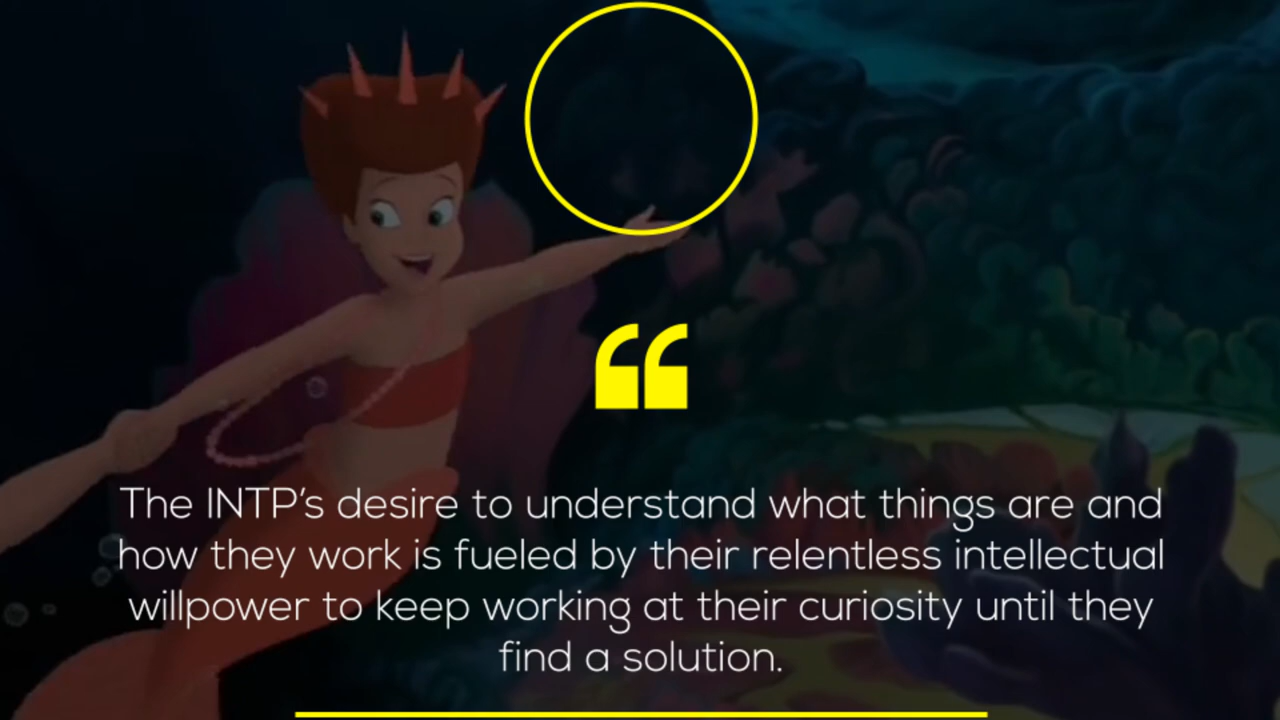 “
The INTP’s desire to understand what things are and
how they work is fueled by their relentless intellectual
willpower to keep working at their curiosity until they
find a solution.